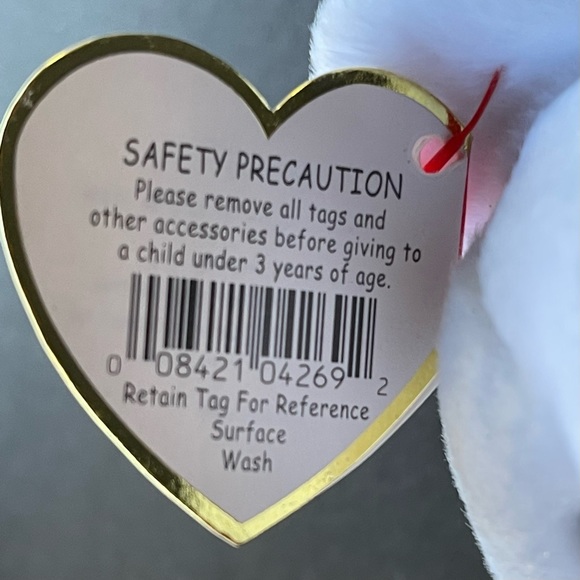 SAFETY PRECAUTION
Please remove all tags and
other accessories before giving to
a child under 3 years of age.
0 08421 04269 2
Retain Tag For Reference
Surface
Wash